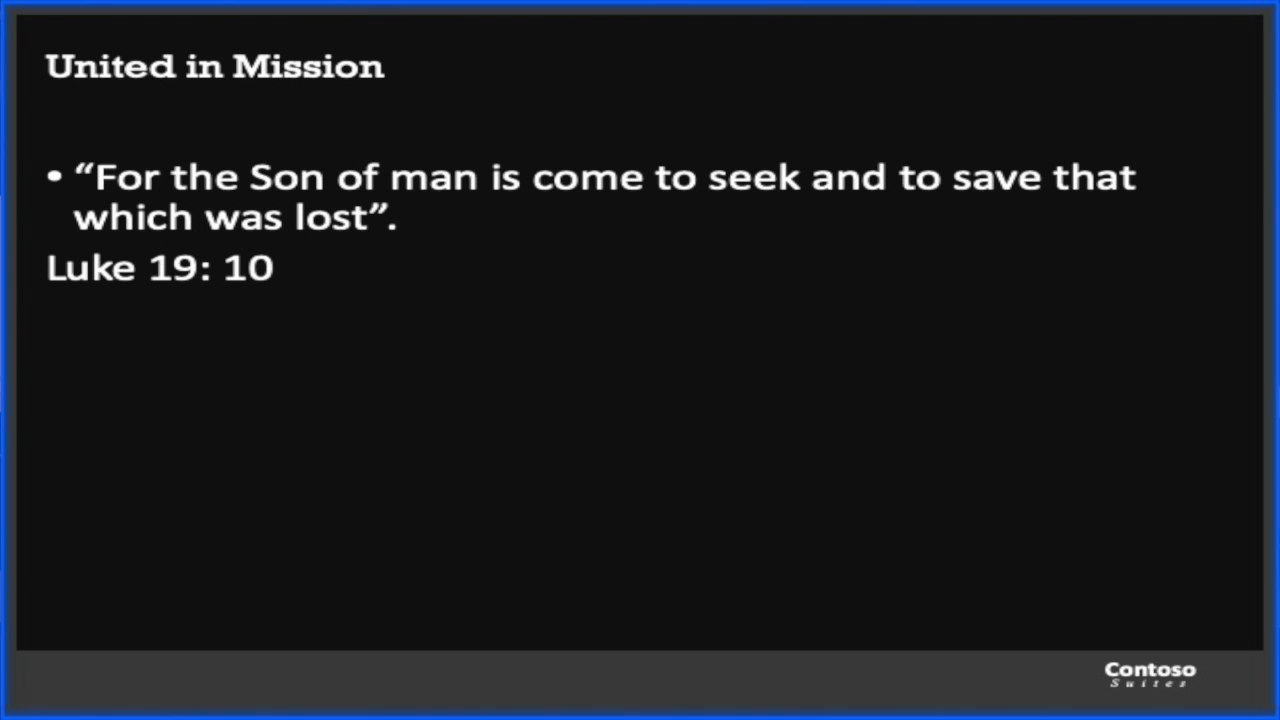 United in Mission
• “For the Son of man is come to seek and to save that
which was lost”.
Luke 19: 10
Contoso
Suites